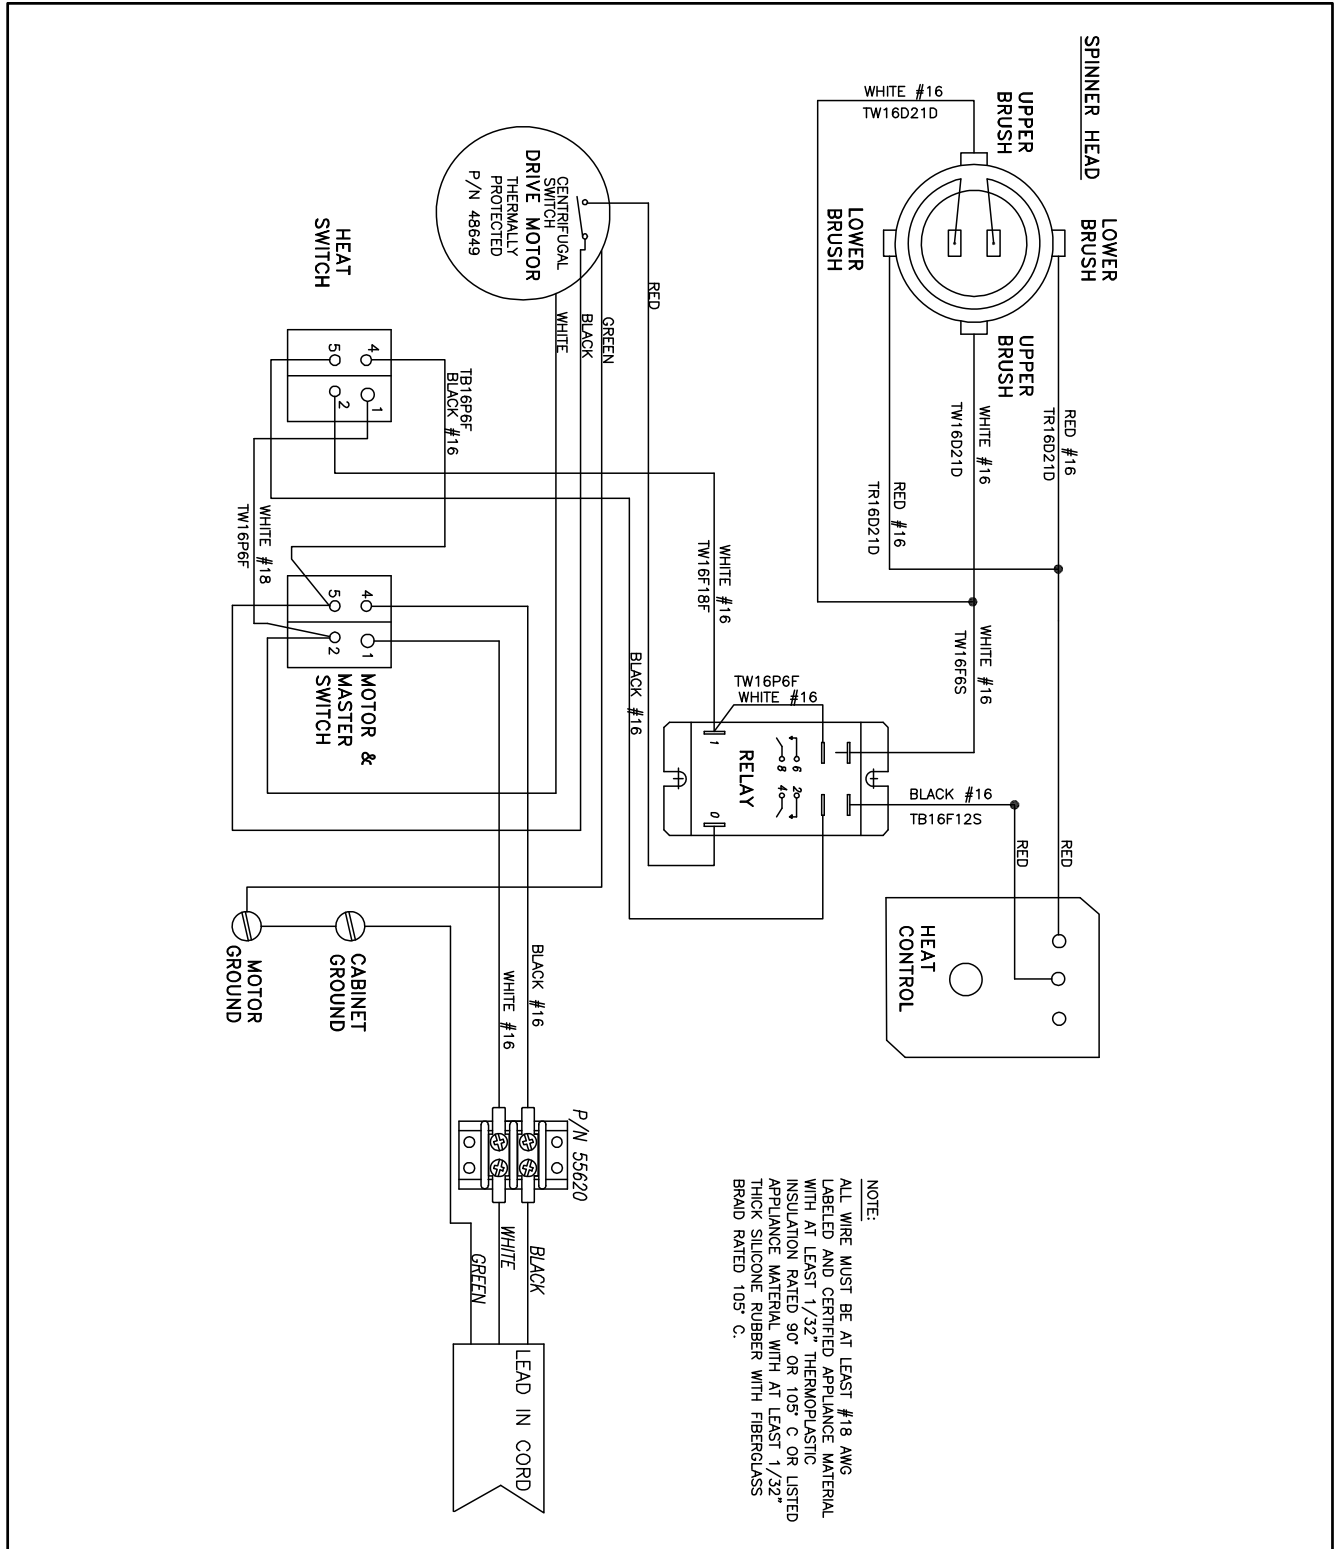 SPINNER HEAD
UPPER
BRUSH
WHITE #16
TW16D21D
LOWER
BRUSH
LOWER
BRUSH
UPPER
BRUSH
RED #16
TR16D21D
WHITE #16
TW16D21D
RED #16
TR16D21D
WHITE #16
TW16F6S
BLACK #16
TB16F12S
RED
RED
HEAT
CONTROL
CENTRIFUGAL
SWITCH
DRIVE MOTOR
THERMALLY
PROTECTED
P/N 48649
RED
GREEN
BLACK
WHITE
HEAT
SWITCH
4
5
1
2
TB16P6F
BLACK #16
WHITE #18
TW16P6F
WHITE #16
TW16F18F
BLACK #16
TW16P6F
WHITE #16
RELAY
1
0
6
8
2
4
4
5
1
2
MOTOR &
MASTER
SWITCH
MOTOR
GROUND
CABINET
GROUND
BLACK #16
WHITE #16
P/N 55620
BLACK
WHITE
GREEN
LEAD IN CORD
NOTE:
ALL WIRE MUST BE AT LEAST #18 AWG
LABELED AND CERTIFIED APPLIANCE MATERIAL
WITH AT LEAST 1/32" THERMOPLASTIC
INSULATION RATED 90° OR 105° C OR LISTED
APPLIANCE MATERIAL WITH AT LEAST 1/32"
THICK SILICONE RUBBER WITH FIBERGLASS
BRAID RATED 105° C.